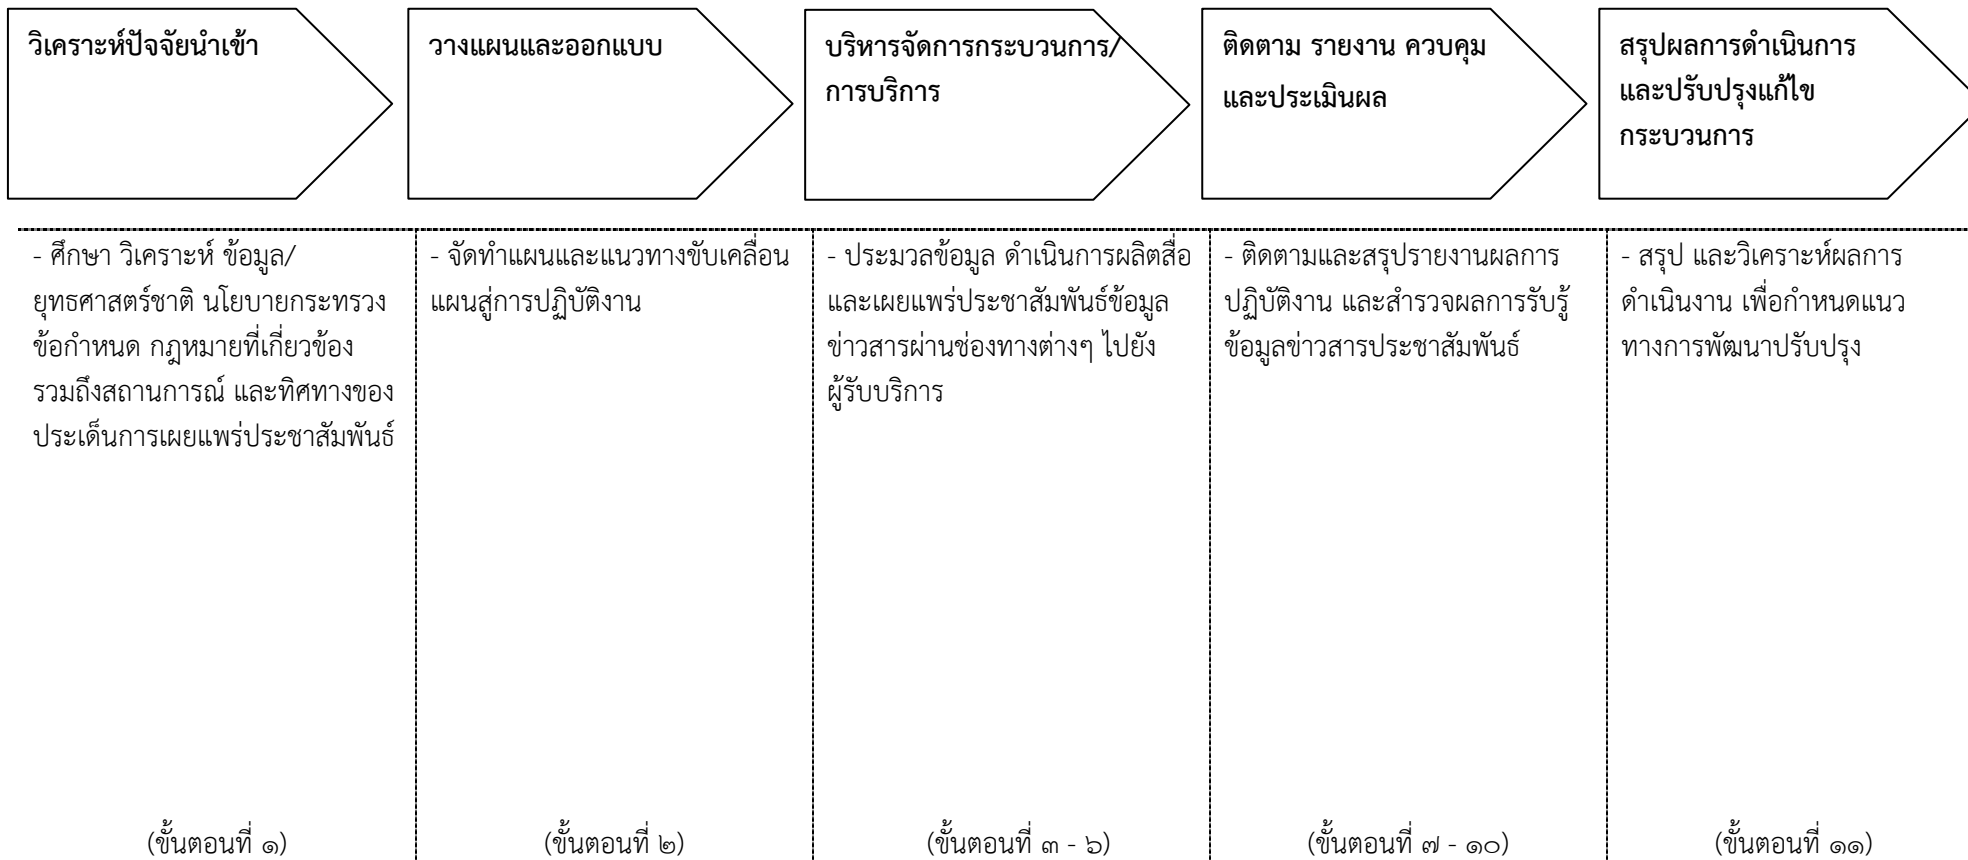 วิเคราะห์ปัจจัยนำเข้า
วางแผนและออกแบบ
บริหารจัดการกระบวนการ/
การบริการ
ติดตาม รายงาน ควบคุม
และประเมินผล
สรุปผลการดำเนินการ
และปรับปรุงแก้ไข
กระบวนการ
- ศึกษา วิเคราะห์ ข้อมูล/
ยุทธศาสตร์ชาติ นโยบายกระทรวง
ข้อกำหนด กฎหมายที่เกี่ยวข้อง
รวมถึงสถานการณ์ และทิศทางของ
ประเด็นการเผยแพร่ประชาสัมพันธ์
(ขั้นตอนที่ ๑)
- จัดทำแผนและแนวทางขับเคลื่อน
แผนสู่การปฏิบัติงาน
(ขั้นตอนที่ ๒)
- ประมวลข้อมูล ดำเนินการผลิตสื่อ
และเผยแพร่ประชาสัมพันธ์ข้อมูล
ข่าวสารผ่านช่องทางต่างๆ ไปยัง
ผู้รับบริการ
(ขั้นตอนที่ ๓ - ๖)
- ติดตามและสรุปรายงานผลการ
ปฏิบัติงาน และสำรวจผลการรับรู้
ข้อมูลข่าวสารประชาสัมพันธ์
(ขั้นตอนที่ ๗ - ๑๐)
- สรุป และวิเคราะห์ผลการ
ดำเนินงาน เพื่อกำหนดแนว
ทางการพัฒนาปรับปรุง
(ขั้นตอนที่ ๑๑)